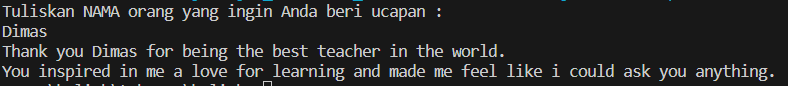 Tuliskan NAMA orang yang ingin Anda beri ucapan :
Dimas
Thank you Dimas for being the best teacher in the world.
You inspired in me a love for learning and made me feel like i could ask you anything.